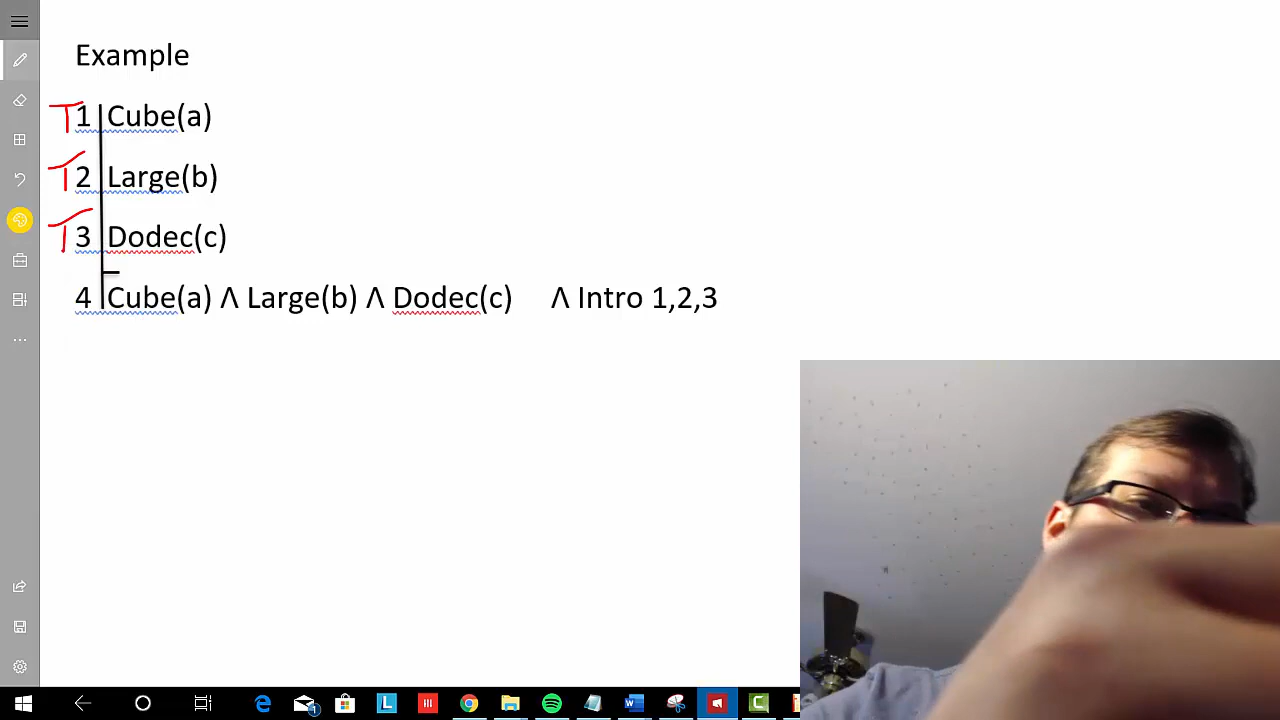 Example
T 1 Cube(a)
T 2 Large(b)
T 3 Dodec(c)
4 Cube(a) Λ Large(b) Λ Dodec(c) Λ Intro 1,2,3